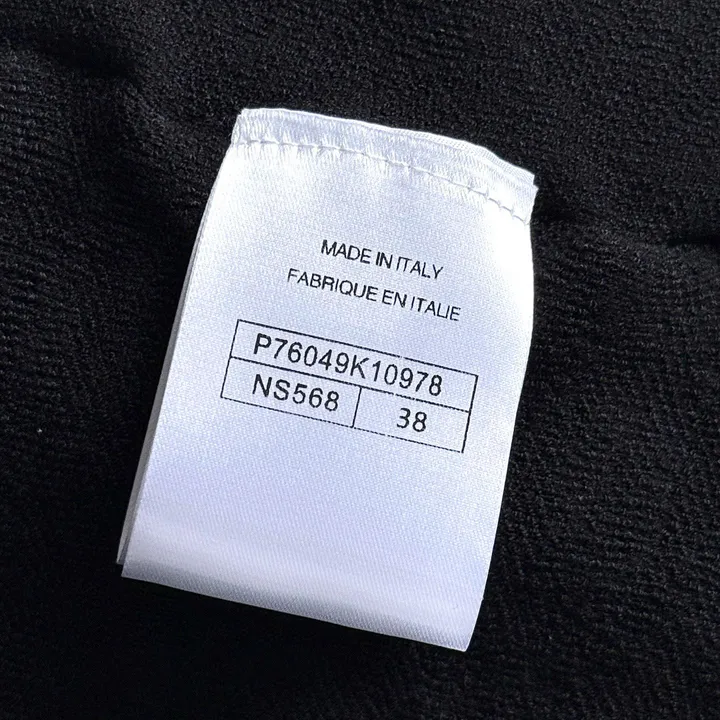 MADE IN ITALY
FABRIQUE EN ITALIE
P76049K10978
NS568 38